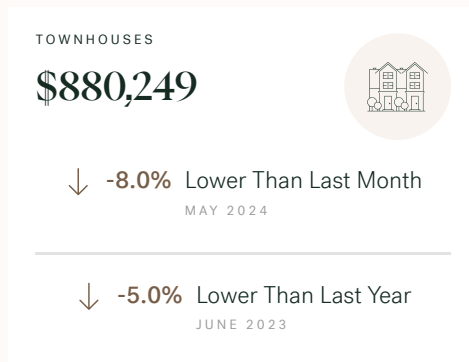 TOWNHOUSES
$880,249
-8.0% Lower Than Last Month
MAY 2024
-5.0% Lower Than Last Year
JUNE 2023